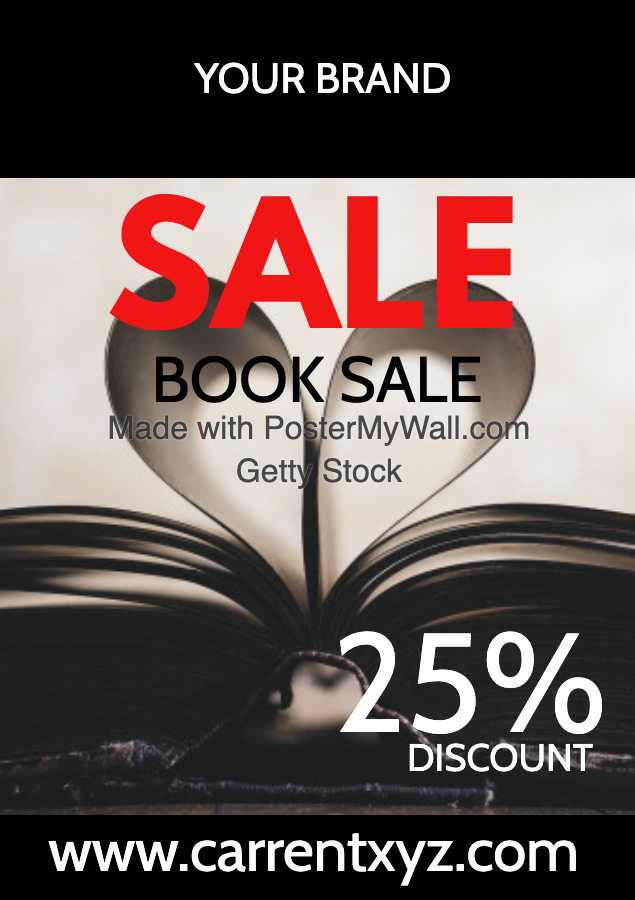 YOUR BRAND
SALE
BOOK SALE
Made with PosterMyWall.com
Getty Stock
25%
DISCOUNT
www.carrentxyz.com